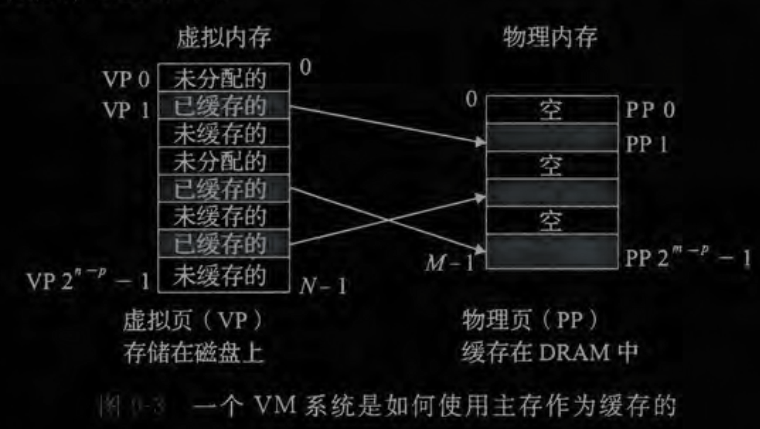 虚拟内存
物理内存
VP 0 未分配的 0
VP 1 已缓存的
未缓存的
未分配的
已缓存的
未缓存的
已缓存的
VP 2^{n-p} - 1 未缓存的 N-1
0 空 PP 0
PP 1
空
空
M-1 PP 2^{m-p} - 1
虚拟页（VP）
存储在磁盘上
物理页（PP）
缓存在 DRAM 中
一个 VM 系统是如何使用主存作为缓存的